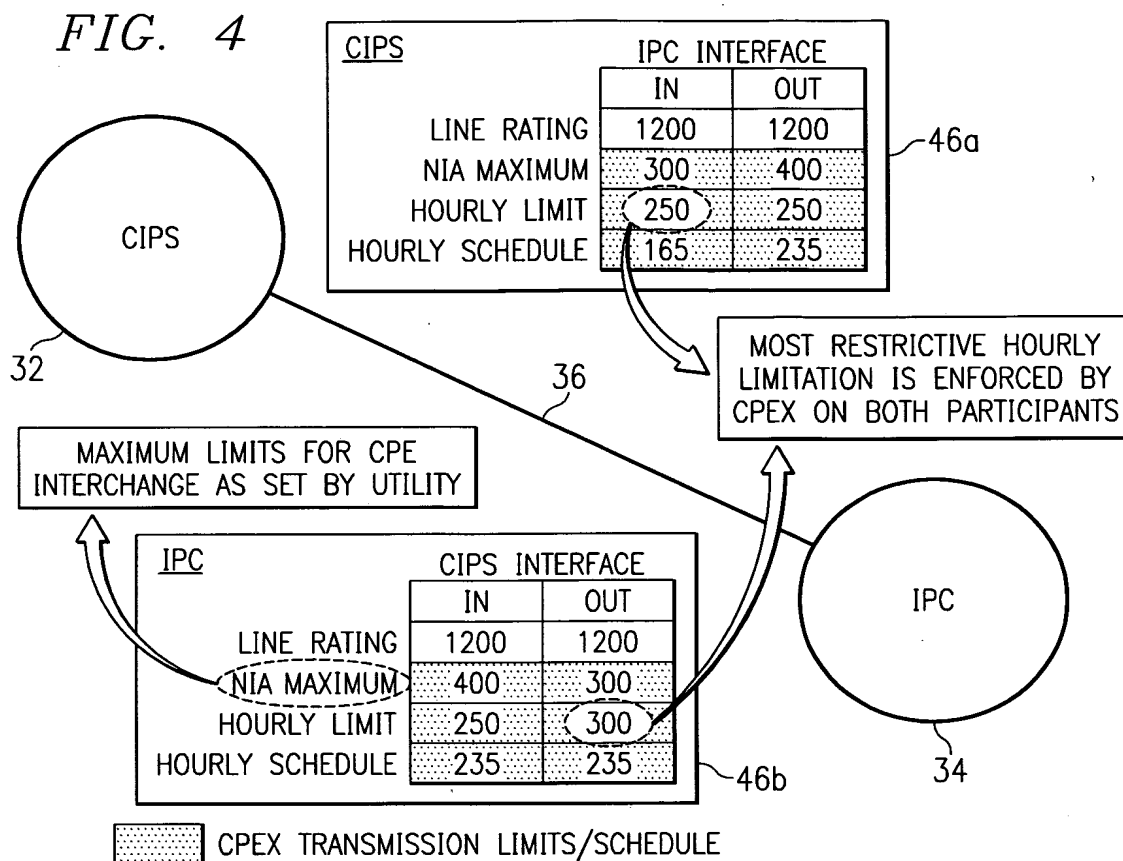 FIG. 4
CIPS
IPC INTERFACE
IN OUT
LINE RATING 1200 1200
NIA MAXIMUM 300 400
HOURLY LIMIT 250 250
HOURLY SCHEDULE 165 235
46a
CIPS
32
36
MOST RESTRICTIVE HOURLY
LIMITATION IS ENFORCED BY
CPEX ON BOTH PARTICIPANTS
MAXIMUM LIMITS FOR CPE
INTERCHANGE AS SET BY UTILITY
IPC
CIPS INTERFACE
IN OUT
LINE RATING 1200 1200
NIA MAXIMUM 400 300
HOURLY LIMIT 250 300
HOURLY SCHEDULE 235 235
46b
IPC
34
CPEX TRANSMISSION LIMITS/SCHEDULE